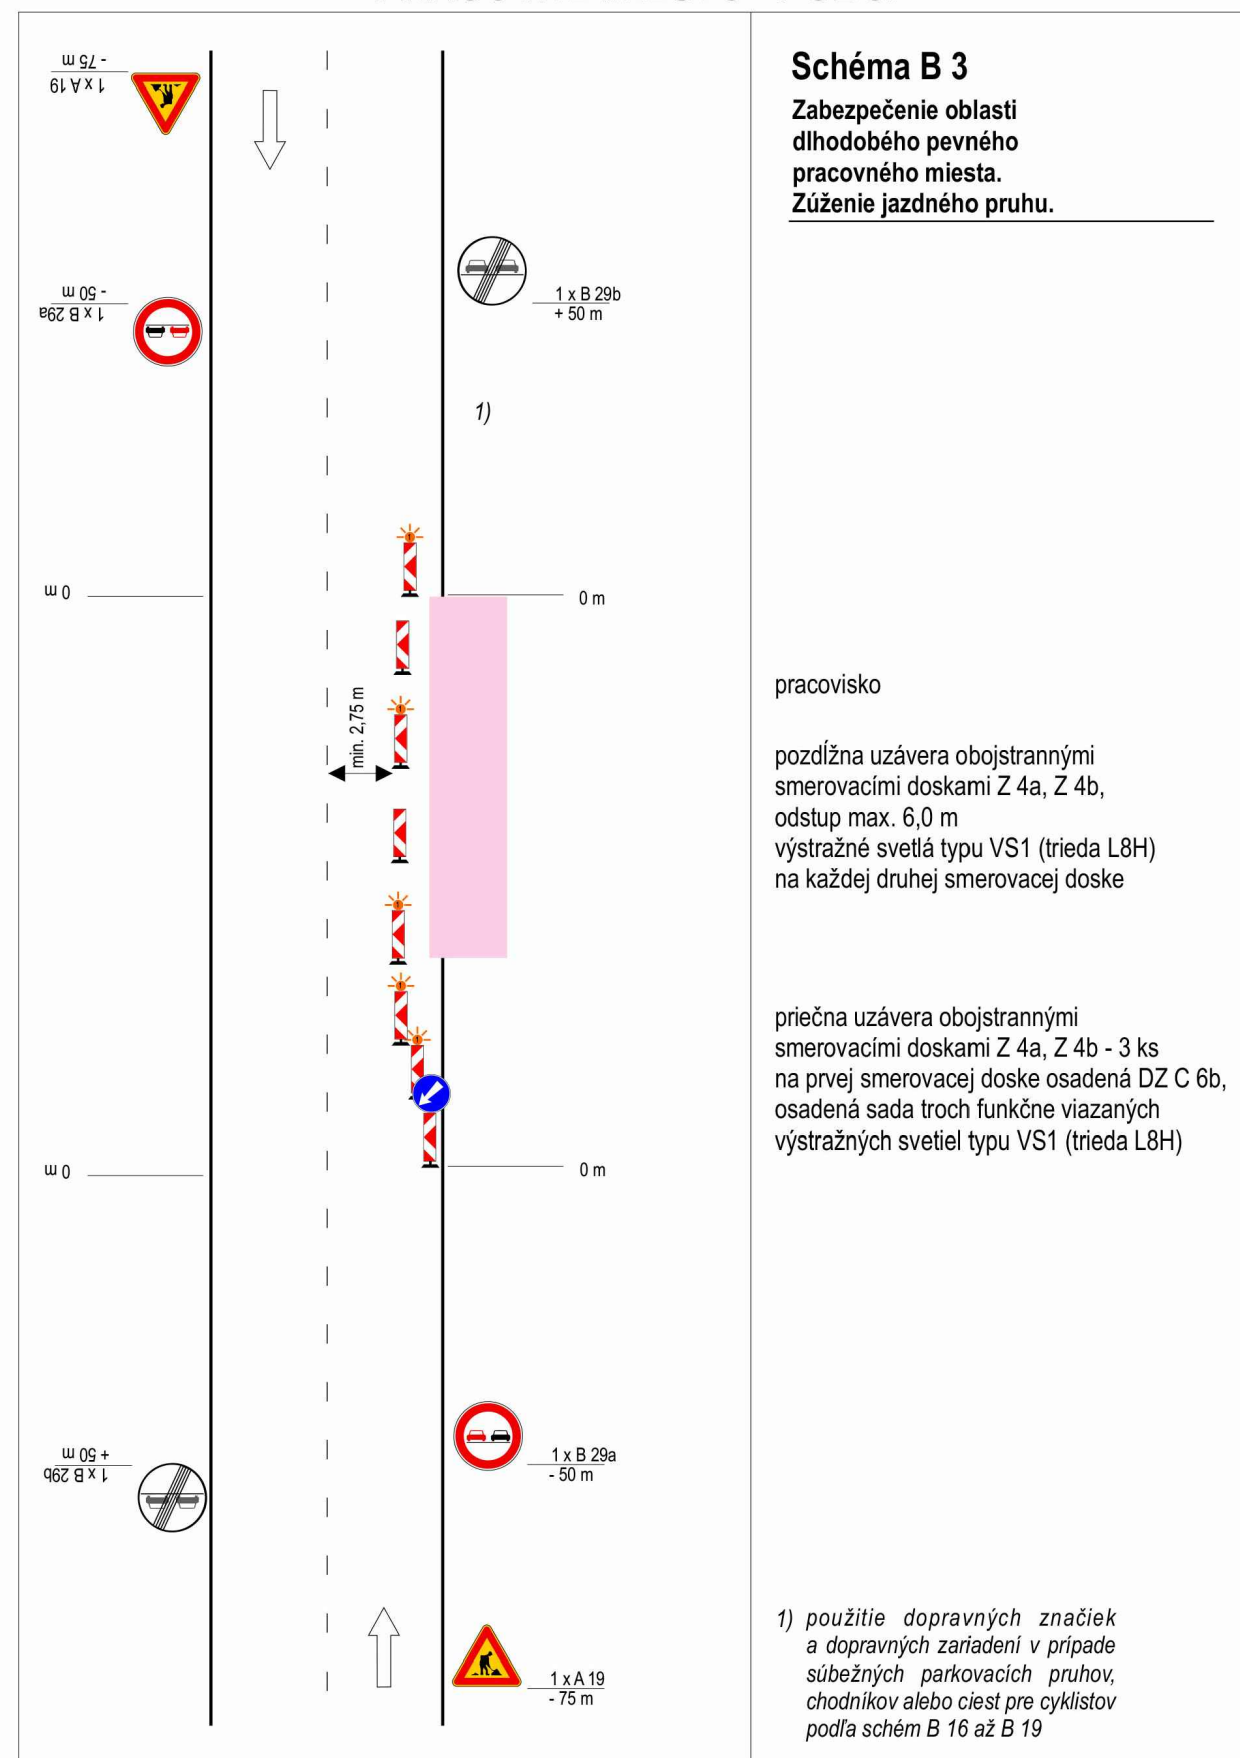 Schéma B 3
Zabezpečenie oblasti
dlhodobého pevného
pracovného miesta.
Zúženie jazdného pruhu.
- 75 m
1 x A 19
- 50 m
1 x B 29a
1 x B 29b
+ 50 m
1)
0 m
0 m
min. 2,75 m
pracovisko
pozdĺžna uzávera obojstrannými
smerovacími doskami Z 4a, Z 4b,
odstup max. 6,0 m
výstražné svetlá typu VS1 (trieda L8H)
na každej druhej smerovacej doske
priečna uzávera obojstrannými
smerovacími doskami Z 4a, Z 4b - 3 ks
na prvej smerovacej doske osadená DZ C 6b,
osadená sada troch funkčne viazaných
výstražných svetiel typu VS1 (trieda L8H)
0 m
0 m
+ 50 m
1 x B 29b
1 x B 29a
- 50 m
1 x A 19
- 75 m
1) použitie dopravných značiek
a dopravných zariadení v prípade
súbežných parkovacích pruhov,
chodníkov alebo ciest pre cyklistov
podľa schém B 16 až B 19